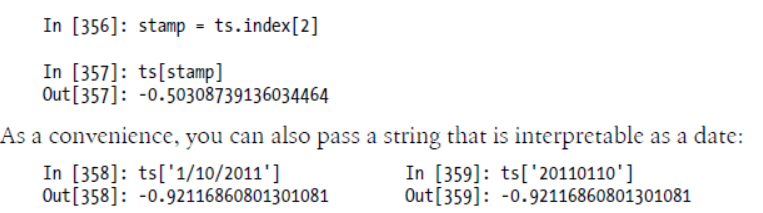 In [356]: stamp = ts.index[2]
In [357]: ts[stamp]
Out[357]: -0.50308739136034464
As a convenience, you can also pass a string that is interpretable as a date:
In [358]: ts['1/10/2011'] In [359]: ts['20110110']
Out[358]: -0.92116860801301081 Out[359]: -0.92116860801301081